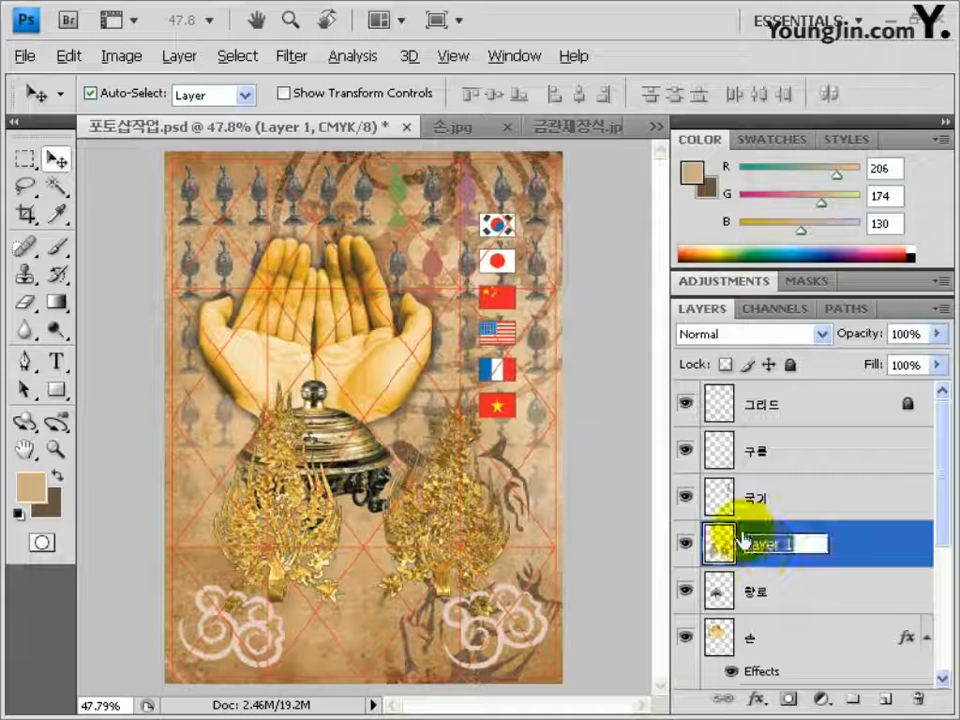 Ps Br 47.8 ESSENTIALS
YoungJin.com Y.
File Edit Image Layer Select Filter Analysis 3D View Window Help
Auto-Select: Layer Show Transform Controls
포토샵작업.psd @ 47.8% (Layer 1, CMYK/8) * × 손.jpg × 금관제장식.jp
COLOR SWATCHES STYLES
R 206
G 174
B 130
ADJUSTMENTS MASKS
LAYERS CHANNELS PATHS
Normal Opacity: 100%
Lock: Fill: 100%
그리드
구름
국기
Layer 1
향로
손 fx
Effects
47.79% Doc: 2.46M/19.2M